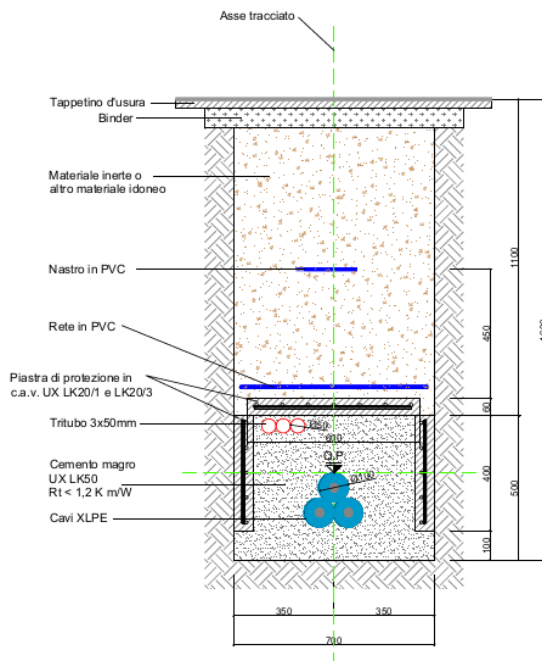 Asse tracciato
Tappetino d'usura
Binder
Materiale inerte o
altro materiale idoneo
Nastro in PVC
Rete in PVC
Piastra di protezione in
c.a.v. UX LK20/1 e LK20/3
Tritubo 3x50mm
Cemento magro
UX LK50
Rt < 1,2 K m/W
Cavi XLPE
Ø50
600
Q.P
Ø100
1100
450
60
400
500
100
350
350
700